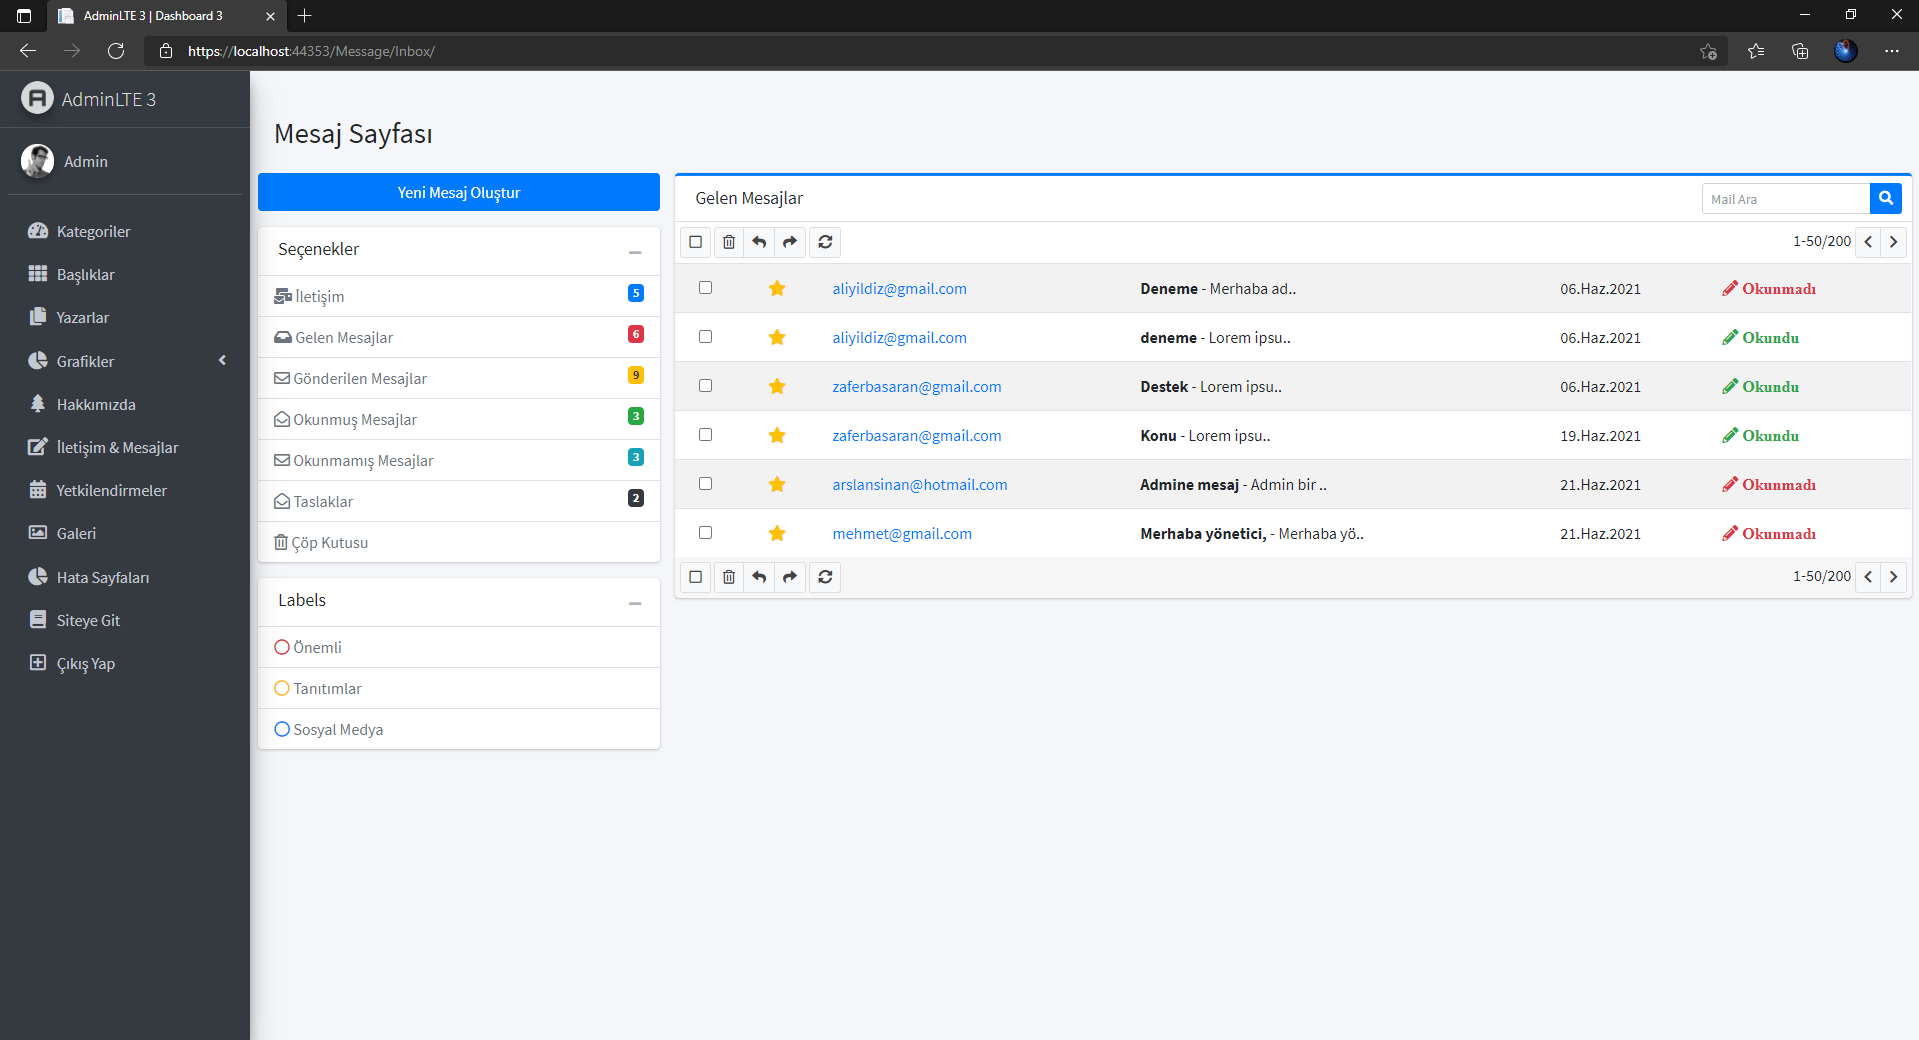 AdminLTE 3 | Dashboard 3
https://localhost:44353/Message/Inbox/
AdminLTE 3
Admin
Kategoriler
Başlıklar
Yazarlar
Grafikler
Hakkımızda
İletişim & Mesajlar
Yetkilendirmeler
Galeri
Hata Sayfaları
Siteye Git
Çıkış Yap
Mesaj Sayfası
Yeni Mesaj Oluştur
Seçenekler
İletişim 5
Gelen Mesajlar 6
Gönderilen Mesajlar 9
Okunmuş Mesajlar 3
Okunmamış Mesajlar 3
Taslaklar 2
Çöp Kutusu
Labels
Önemli
Tanıtımlar
Sosyal Medya
Gelen Mesajlar Mail Ara
1-50/200
aliyildiz@gmail.com Deneme - Merhaba ad.. 06.Haz.2021 Okunmadı
aliyildiz@gmail.com deneme - Lorem ipsu.. 06.Haz.2021 Okundu
zaferbasaran@gmail.com Destek - Lorem ipsu.. 06.Haz.2021 Okundu
zaferbasaran@gmail.com Konu - Lorem ipsu.. 19.Haz.2021 Okundu
arslansinan@hotmail.com Admine mesaj - Admin bir .. 21.Haz.2021 Okunmadı
mehmet@gmail.com Merhaba yönetici, - Merhaba yö.. 21.Haz.2021 Okunmadı
1-50/200